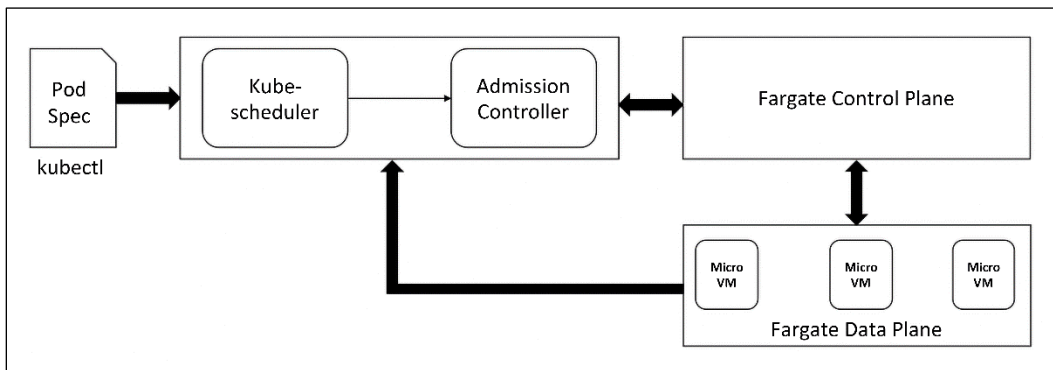 Pod
Spec
kubectl
Kube-
scheduler
Admission
Controller
Fargate Control Plane
Micro
VM
Micro
VM
Micro
VM
Fargate Data Plane